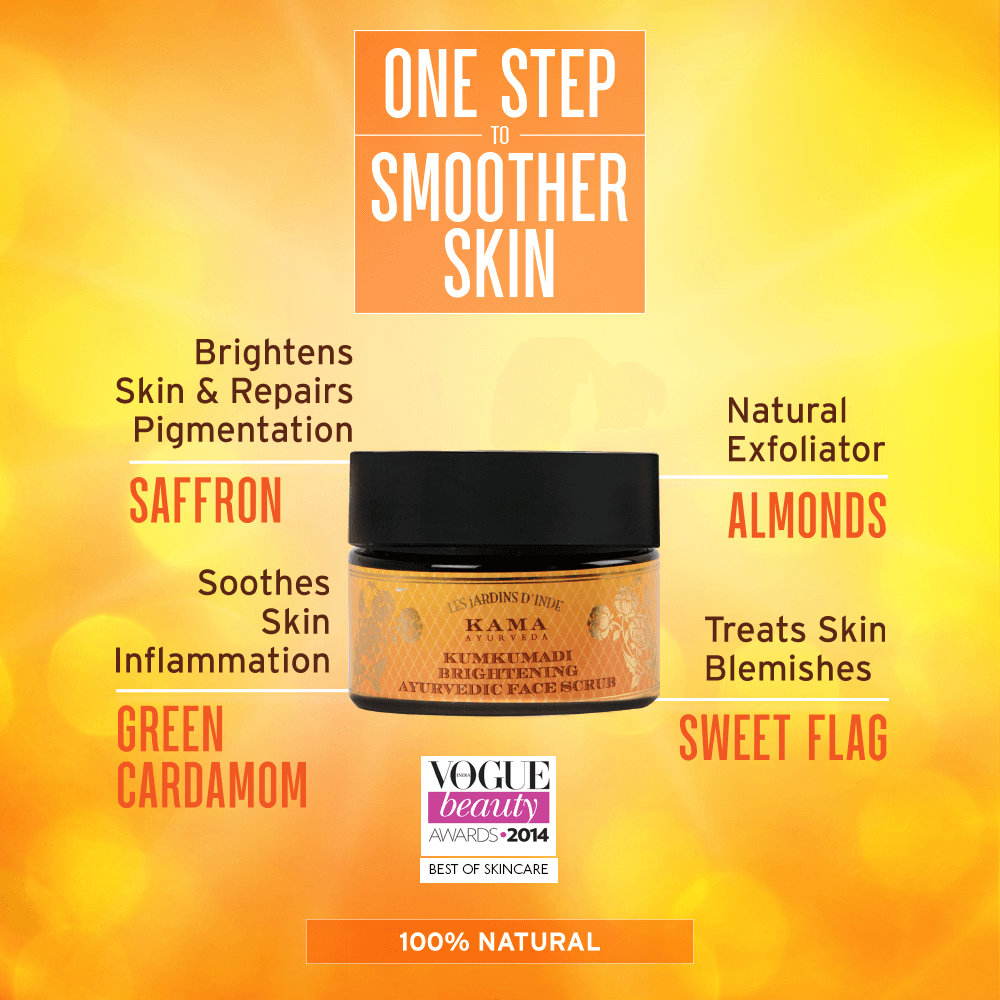 ONE STEP
TO
SMOOTHER
SKIN
Brightens
Skin & Repairs
Pigmentation
SAFFRON
Natural
Exfoliator
ALMONDS
Soothes
Skin
Inflammation
GREEN
CARDAMOM
Treats Skin
Blemishes
SWEET FLAG
LES JARDINS D'INDE
KAMA
AYURVEDA
KUMKUMADI
BRIGHTENING
AYURVEDIC FACE SCRUB
VOGUE
INDIA
beauty
AWARDS•2014
BEST OF SKINCARE
100% NATURAL